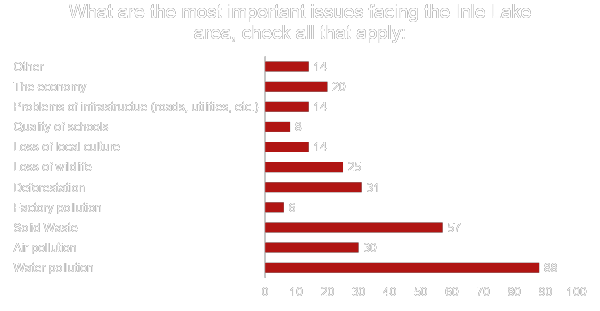 What are the most important issues facing the Inle Lake
area, check all that apply:
Other 14
The economy 20
Problems of infrastructue (roads, utilities, etc.) 14
Quality of schools 8
Loss of local culture 14
Loss of wildlife 25
Deforestation 31
Factory pollution 6
Solid Waste 57
Air pollution 30
Water pollution 88
0 10 20 30 40 50 60 70 80 90 100